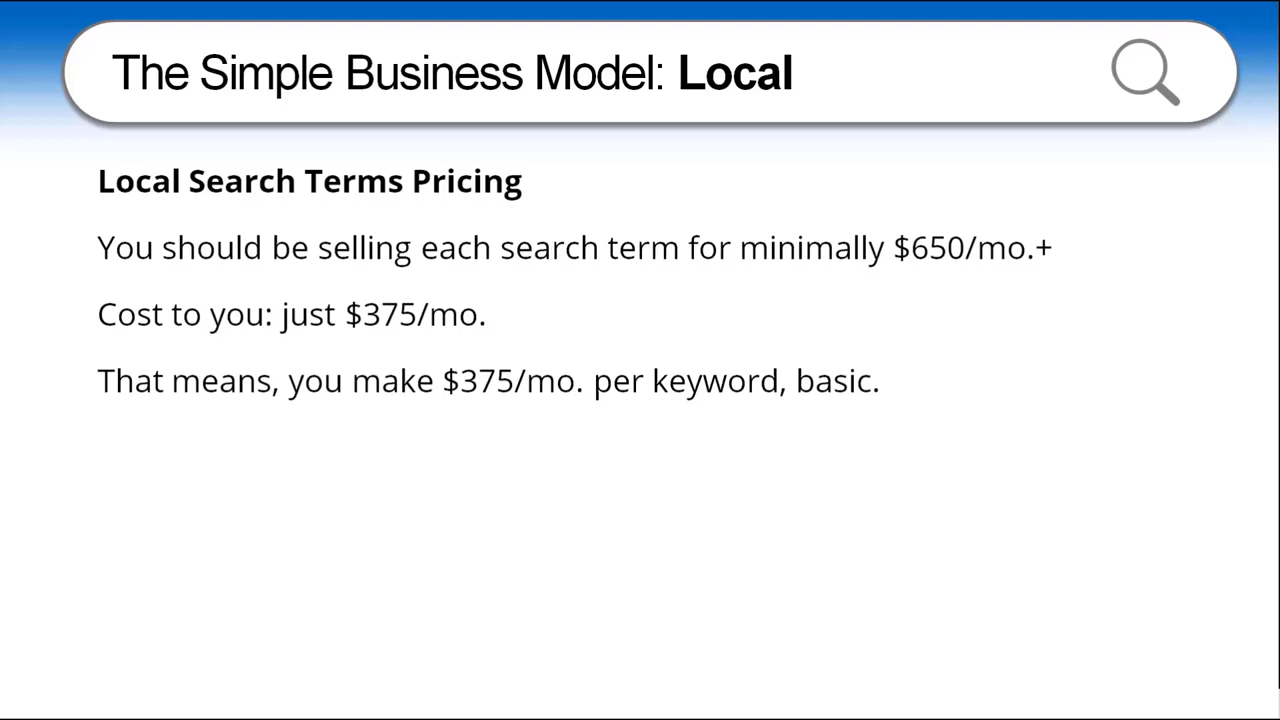 The Simple Business Model: Local
Local Search Terms Pricing
You should be selling each search term for minimally $650/mo.+
Cost to you: just $375/mo.
That means, you make $375/mo. per keyword, basic.